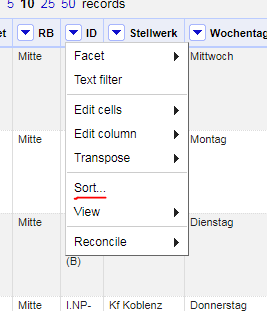 5 10 25 50 records
et RB ID Stellwerk Wochentag
Mitte Mittwoch
Facet
Text filter
Edit cells
Edit column
Mitte Montag
Transpose
Sort...
View
Mitte Dienstag
Reconcile
(B)
Mitte I.NP- Kf Koblenz Donnerstag